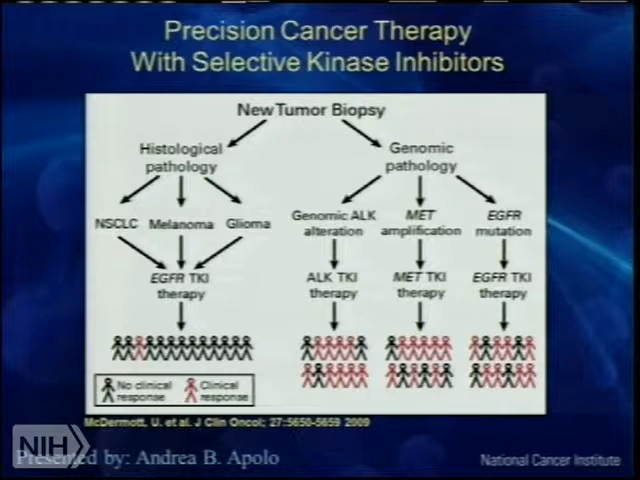 Precision Cancer Therapy
With Selective Kinase Inhibitors
New Tumor Biopsy
Histological
pathology
Genomic
pathology
NSCLC
Melanoma
Glioma
Genomic ALK
alteration
MET
amplification
EGFR
mutation
EGFR TKI
therapy
ALK TKI
therapy
MET TKI
therapy
EGFR TKI
therapy
No clinical
response
Clinical
response
McDermott, U. et al. J Clin Oncol; 27:5650-5659 2009
NIH
Presented by: Andrea B. Apolo
National Cancer Institute